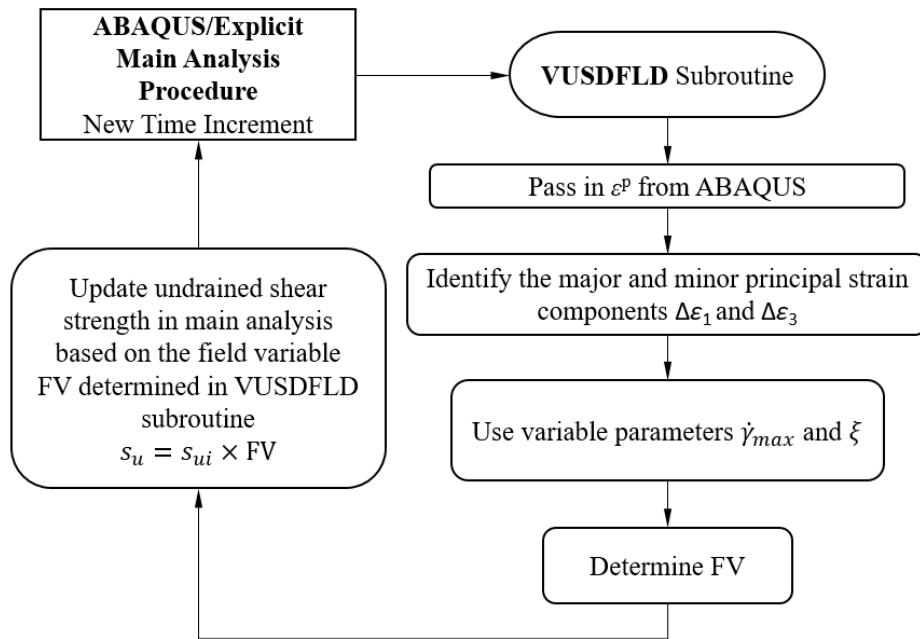 ABAQUS/Explicit
Main Analysis
Procedure
New Time Increment
VUSDFLD Subroutine
Pass in εᵖ from ABAQUS
Identify the major and minor principal strain
components Δε₁ and Δε₃
Use variable parameters γ̇ₘₐₓ and ξ
Determine FV
Update undrained shear
strength in main analysis
based on the field variable
FV determined in VUSDFLD
subroutine
sᵤ = sᵤᵢ × FV